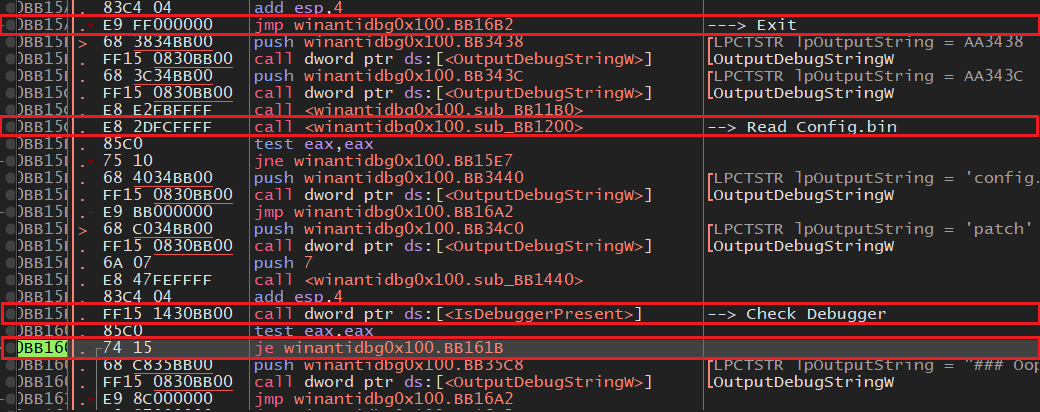 0BB15A . 83C4 04 add esp,4
0BB15A . E9 FF000000 jmp winantidbg0x100.BB16B2 ---> Exit
0BB15 > 68 3834BB00 push winantidbg0x100.BB3438 LPCTSTR lpOutputString = AA3438
0BB15 . FF15 0830BB00 call dword ptr ds:[<OutputDebugStringW>] OutputDebugStringW
0BB15 . 68 3C34BB00 push winantidbg0x100.BB343C LPCTSTR lpOutputString = AA343C
0BB15 . FF15 0830BB00 call dword ptr ds:[<OutputDebugStringW>] OutputDebugStringW
0BB15 . E8 E2FBFFFF call <winantidbg0x100.sub_BB11B0>
0BB15 . E8 2DFCFFFF call <winantidbg0x100.sub_BB1200> --> Read Config.bin
0BB15 . 85C0 test eax,eax
0BB15 . 75 10 jne winantidbg0x100.BB15E7
0BB15 . 68 4034BB00 push winantidbg0x100.BB3440 LPCTSTR lpOutputString = 'config.
0BB15 . FF15 0830BB00 call dword ptr ds:[<OutputDebugStringW>] OutputDebugStringW
0BB15 . E9 BB000000 jmp winantidbg0x100.BB16A2
0BB15 > 68 C034BB00 push winantidbg0x100.BB34C0 LPCTSTR lpOutputString = 'patch'
0BB15 . FF15 0830BB00 call dword ptr ds:[<OutputDebugStringW>] OutputDebugStringW
0BB15 . 6A 07 push 7
0BB15 . E8 47FEFFFF call <winantidbg0x100.sub_BB1440>
0BB15 . 83C4 04 add esp,4
0BB15 . FF15 1430BB00 call dword ptr ds:[<IsDebuggerPresent>] --> Check Debugger
0BB160 . 85C0 test eax,eax
0BB160 . 74 15 je winantidbg0x100.BB161B
0BB160 . 68 C835BB00 push winantidbg0x100.BB35C8 LPCTSTR lpOutputString = "### Oop
0BB160 . FF15 0830BB00 call dword ptr ds:[<OutputDebugStringW>] OutputDebugStringW
0BB161 . E9 8C000000 jmp winantidbg0x100.BB16A2